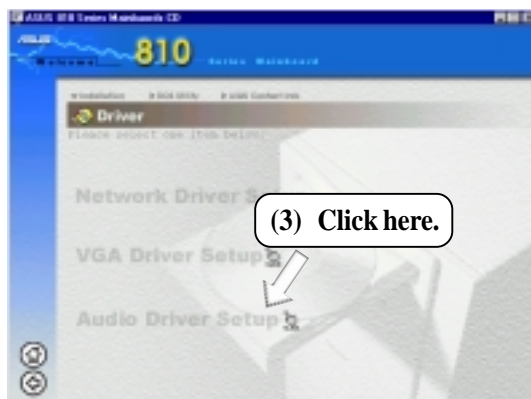 ASUS 810 Series Mainboards CD
Welcome 810 Series Mainboard
Driver
Please select one item below:
Network Driver S
VGA Driver Setup
(3) Click here.
Audio Driver Setup